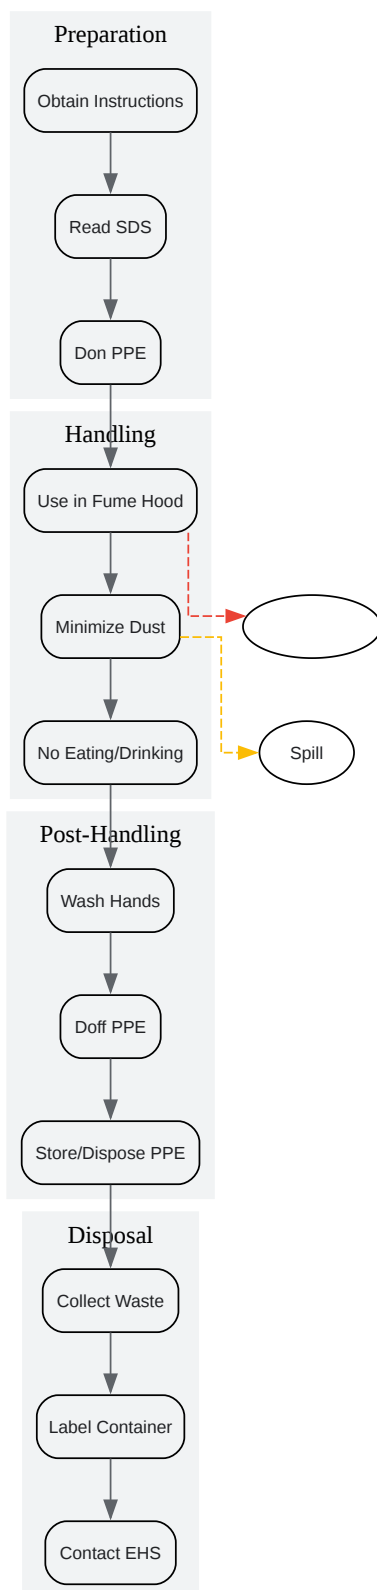 Preparation
Obtain Instructions
Read SDS
Don PPE
Handling
Use in Fume Hood
Minimize Dust
No Eating/Drinking
Spill
Post-Handling
Wash Hands
Doff PPE
Store/Dispose PPE
Disposal
Collect Waste
Label Container
Contact EHS